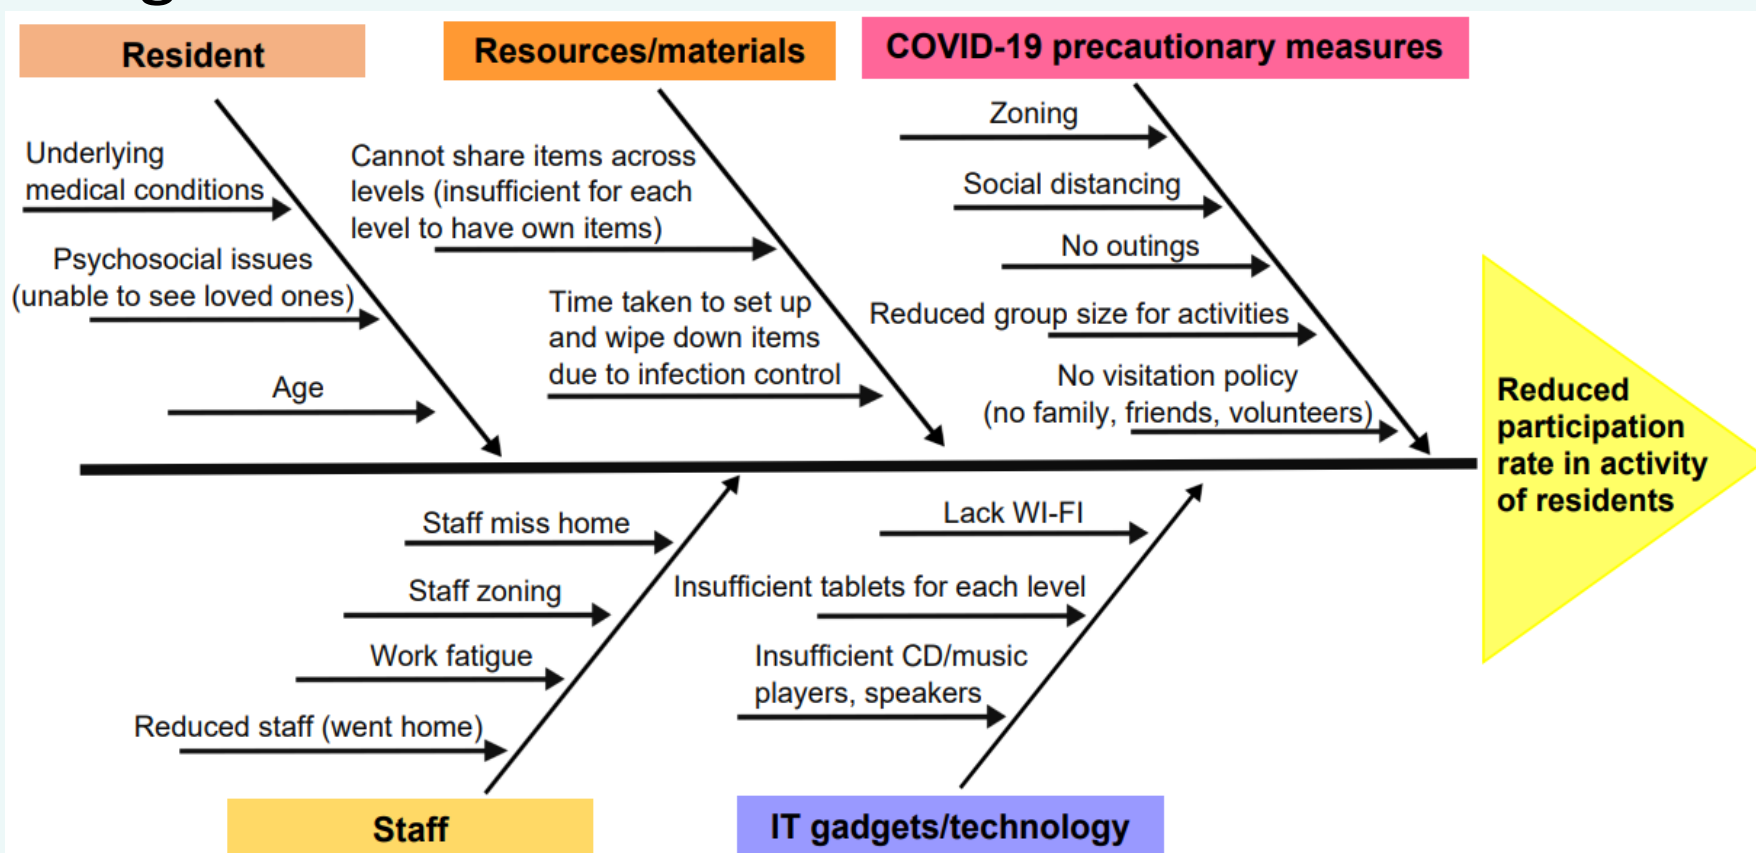 Resident
Resources/materials
COVID-19 precautionary measures
Underlying
medical conditions
Psychosocial issues
(unable to see loved ones)
Age
Cannot share items across
levels (insufficient for each
level to have own items)
Time taken to set up
and wipe down items
due to infection control
Zoning
Social distancing
No outings
Reduced group size for activities
No visitation policy
(no family, friends, volunteers)
Reduced
participation
rate in activity
of residents
Staff miss home
Staff zoning
Work fatigue
Reduced staff (went home)
Lack WI-FI
Insufficient tablets for each level
Insufficient CD/music
players, speakers
Staff
IT gadgets/technology